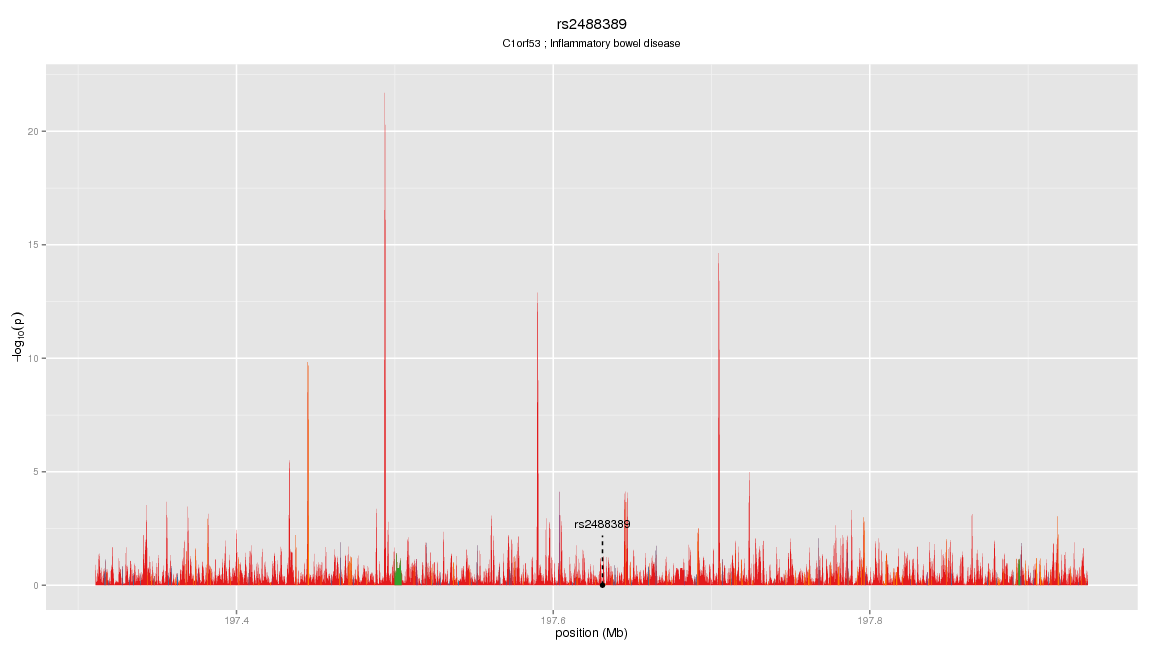 rs2488389
C1orf53 ; Inflammatory bowel disease
20
15
10
5
0
−log10(p)
rs2488389
197.4
197.6
197.8
position (Mb)